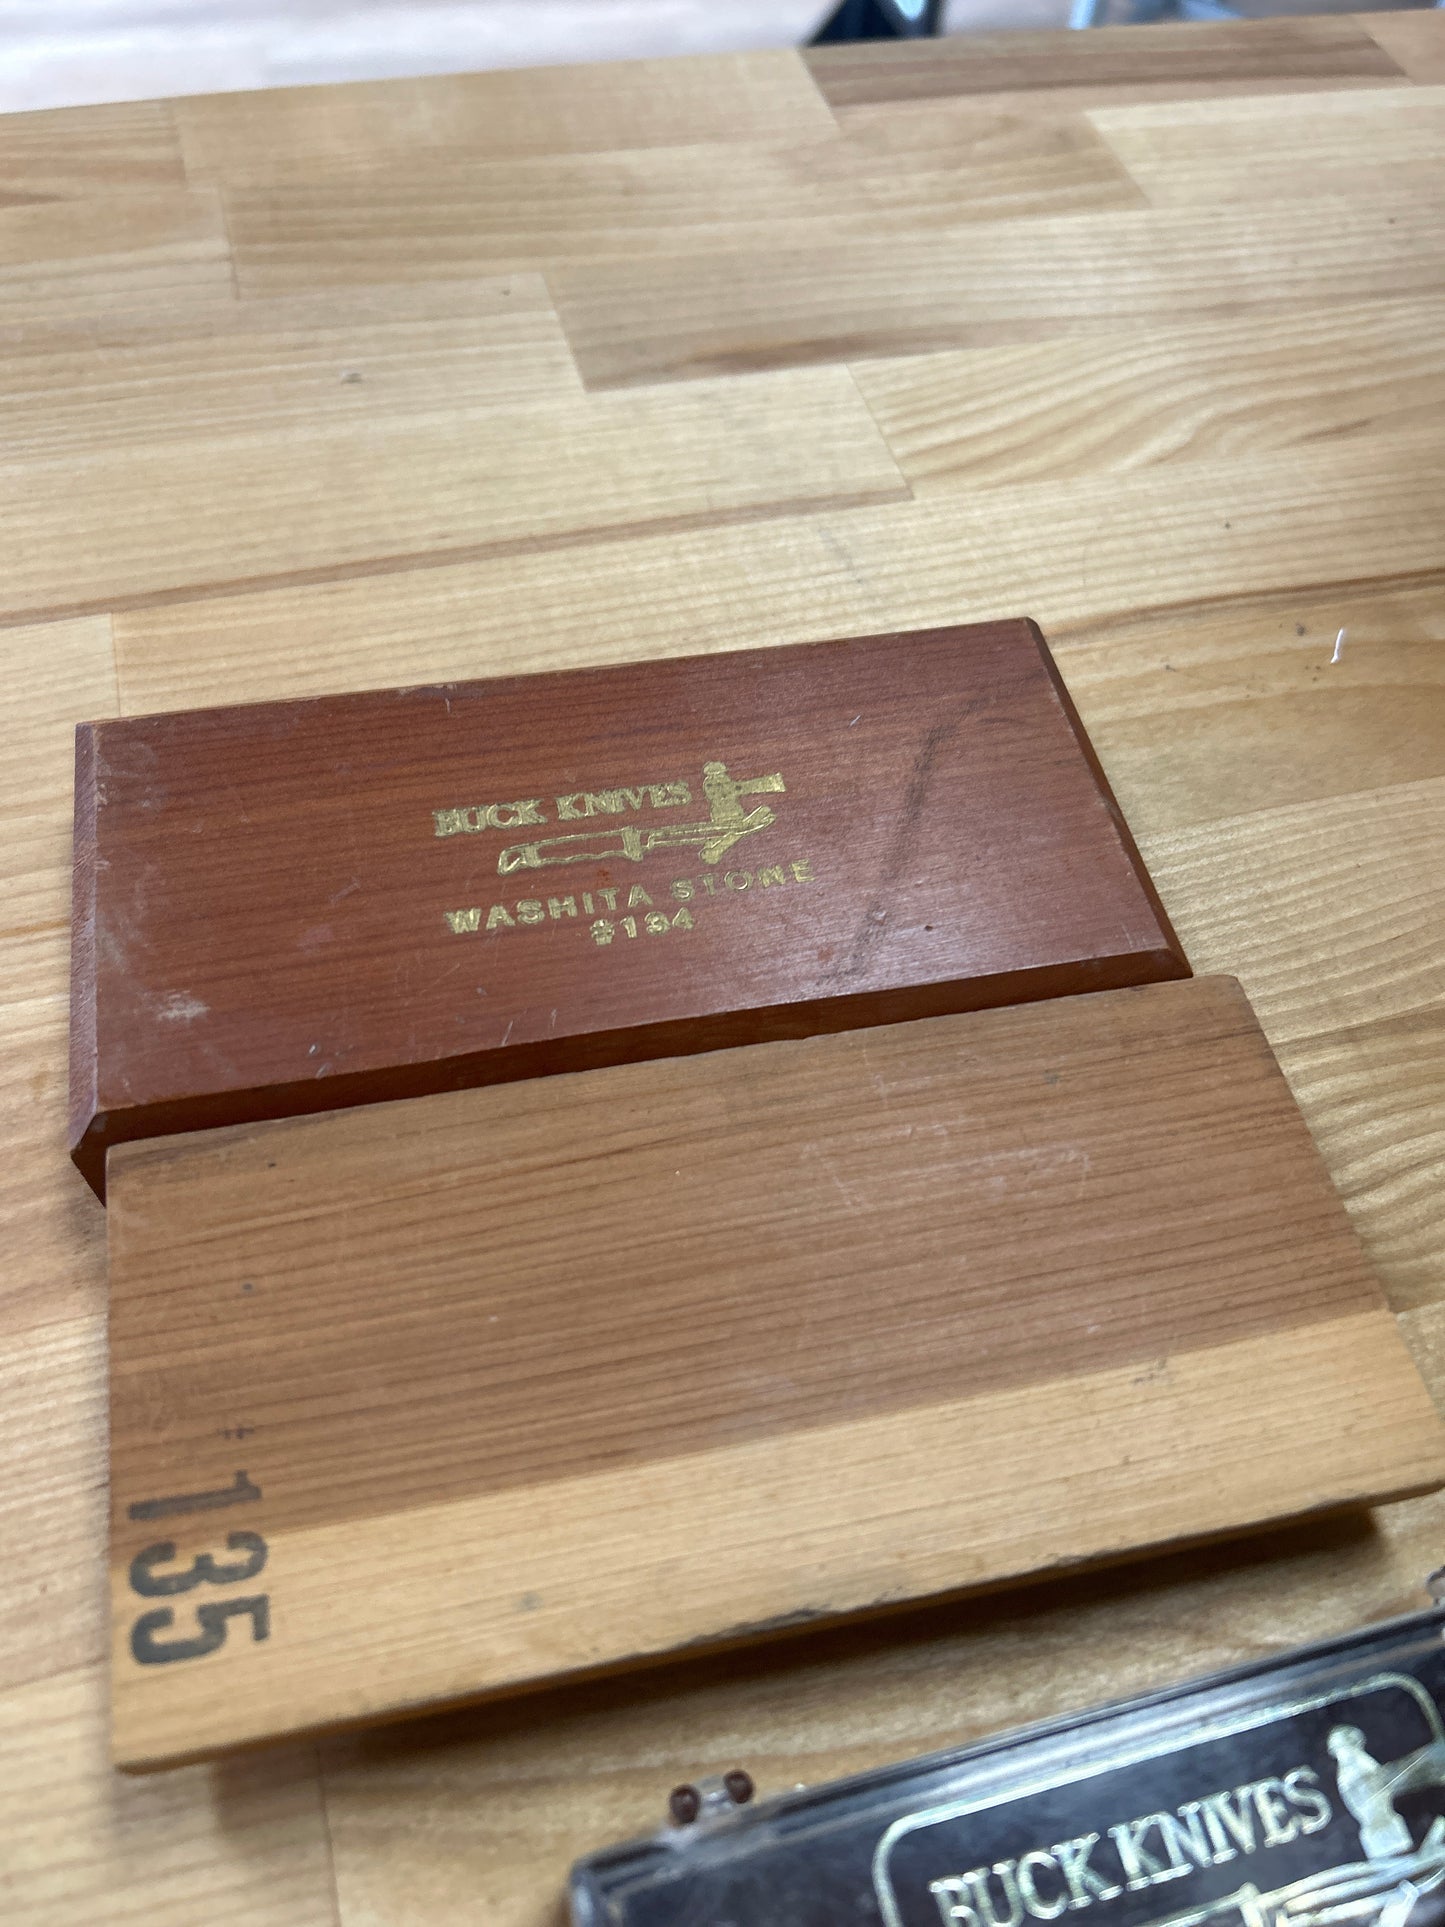 BUCK KNIVES
WASHITA STONE
#134
# 135
BUCK KNIVES